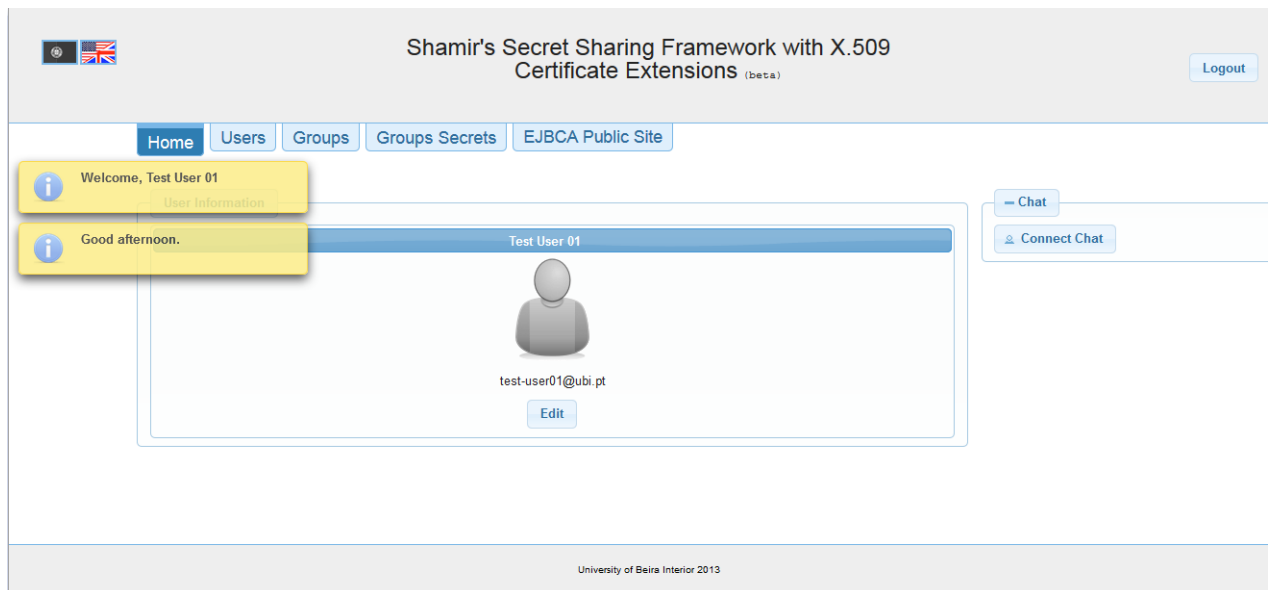 Shamir's Secret Sharing Framework with X.509
Certificate Extensions (beta)
Logout
Home
Users
Groups
Groups Secrets
EJBCA Public Site
Welcome, Test User 01
User Information
Good afternoon.
Test User 01
test-user01@ubi.pt
Edit
Chat
Connect Chat
University of Beira Interior 2013